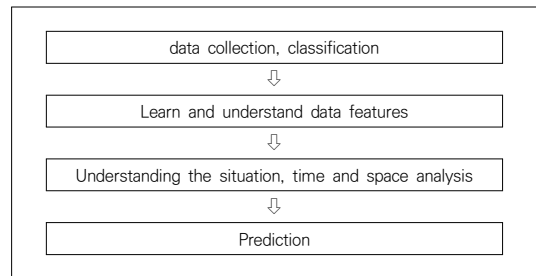 data collection, classification
Learn and understand data features
Understanding the situation, time and space analysis
Prediction